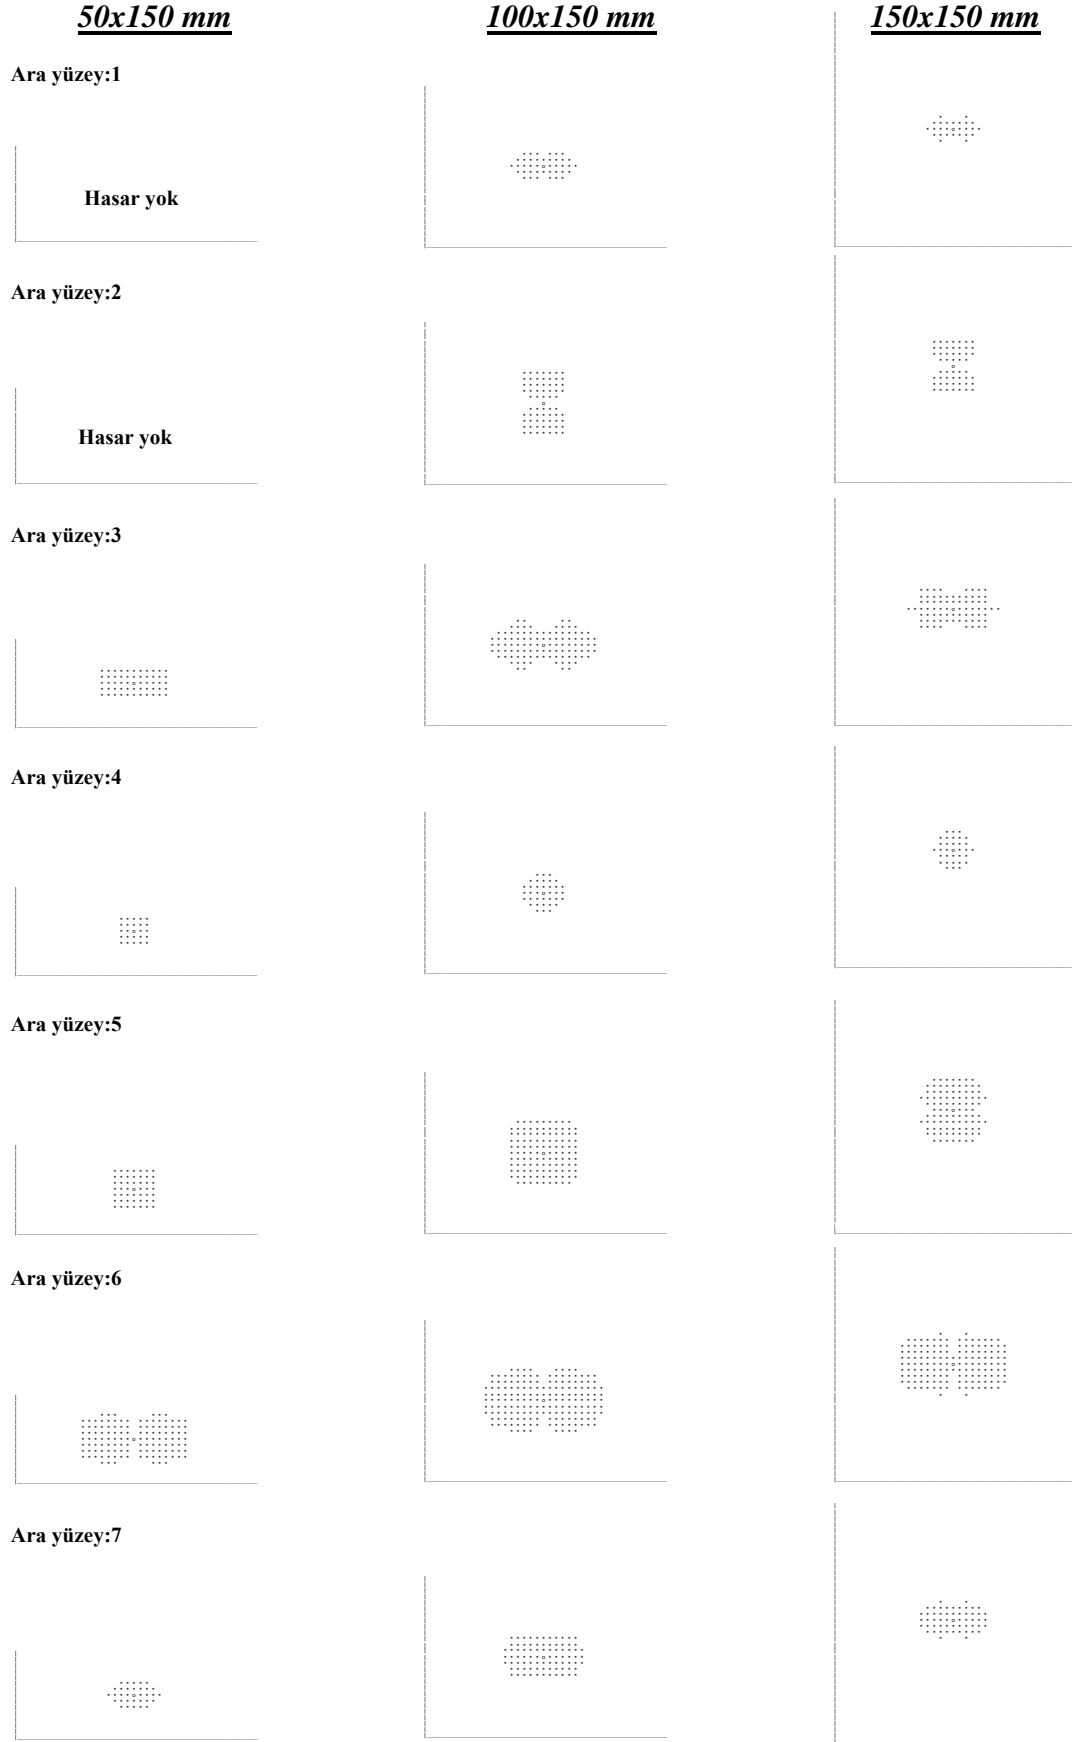 50x150 mm
100x150 mm
150x150 mm
Ara yüzey:1
Hasar yok
Ara yüzey:2
Hasar yok
Ara yüzey:3
Ara yüzey:4
Ara yüzey:5
Ara yüzey:6
Ara yüzey:7